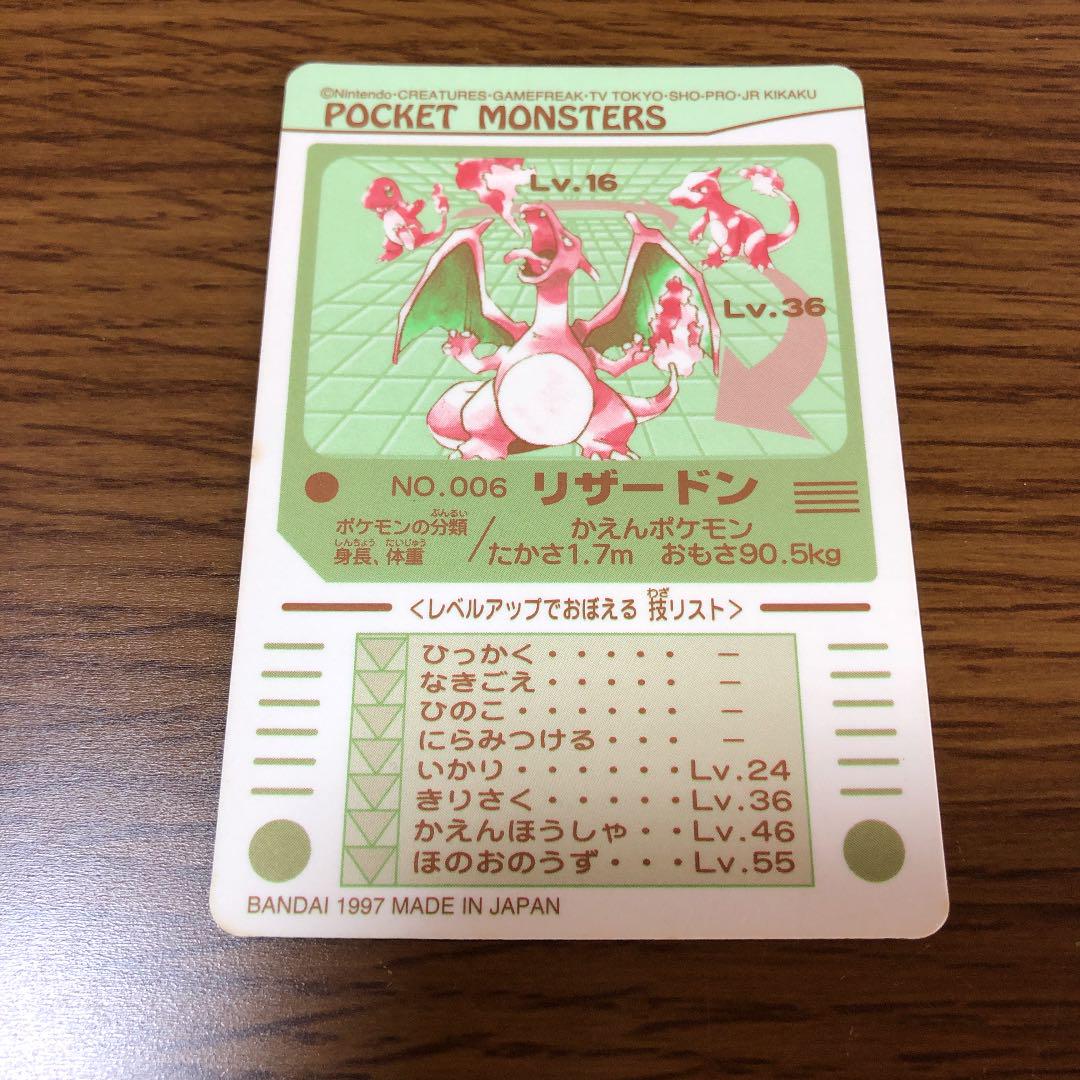 ©Nintendo・CREATURES・GAMEFREAK・TV TOKYO・SHO-PRO・JR KIKAKU
POCKET MONSTERS
Lv.16
Lv.36
NO.006 リザードン
ぶんるい
ポケモンの分類／かえんポケモン
しんちょう たいじゅう
身長、体重 たかさ1.7m おもさ90.5kg
わざ
＜レベルアップでおぼえる 技リスト＞
ひっかく・・・・・ －
なきごえ・・・・・ －
ひのこ・・・・・・ －
にらみつける・・・ －
いかり・・・・・・Lv.24
きりさく・・・・・Lv.36
かえんほうしゃ・・Lv.46
ほのおのうず・・・Lv.55
BANDAI 1997 MADE IN JAPAN